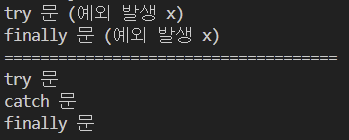 try 문 (예외 발생 x)
finally 문 (예외 발생 x)
=====================================
try 문
catch 문
finally 문